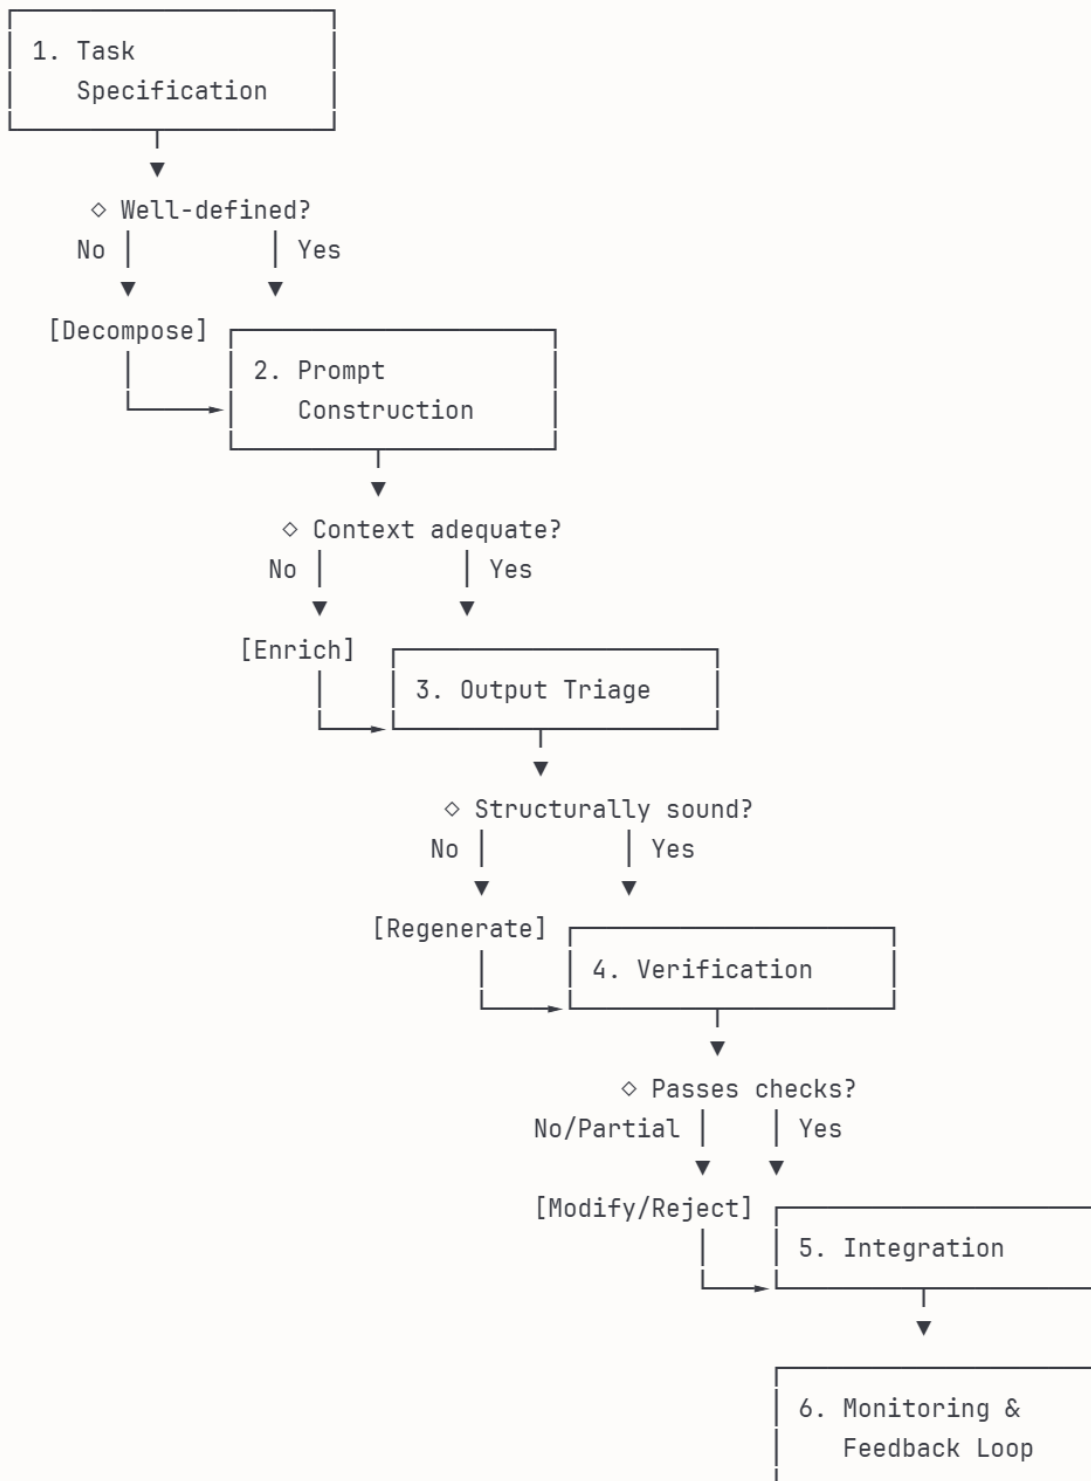 1. Task
Specification
◇ Well-defined?
No Yes
[Decompose]
2. Prompt
Construction
◇ Context adequate?
No Yes
[Enrich]
3. Output Triage
◇ Structurally sound?
No Yes
[Regenerate]
4. Verification
◇ Passes checks?
No/Partial Yes
[Modify/Reject]
5. Integration
6. Monitoring &
Feedback Loop